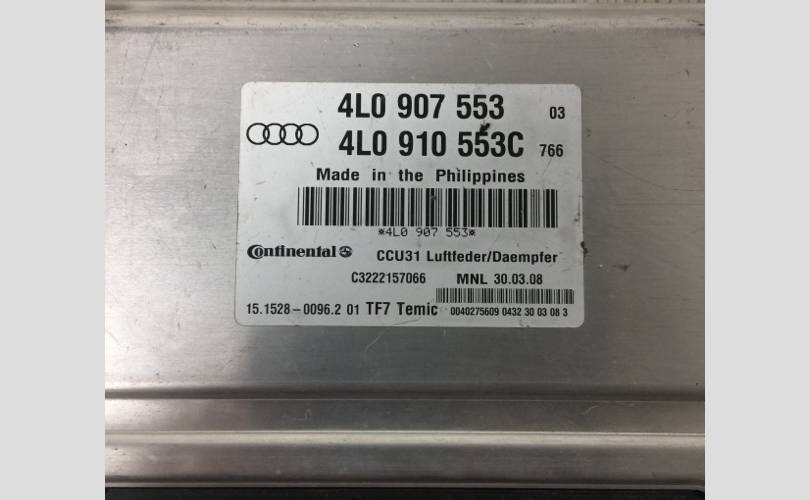 4L0 907 553 03
4L0 910 553C 766
Made in the Philippines
*4L0 907 553*
Continental CCU31 Luftfeder/Daempfer
C3222157066 MNL 30.03.08
15.1528-0096.2 01 TF7 Temic 0040275609 0432 30 03 08 3